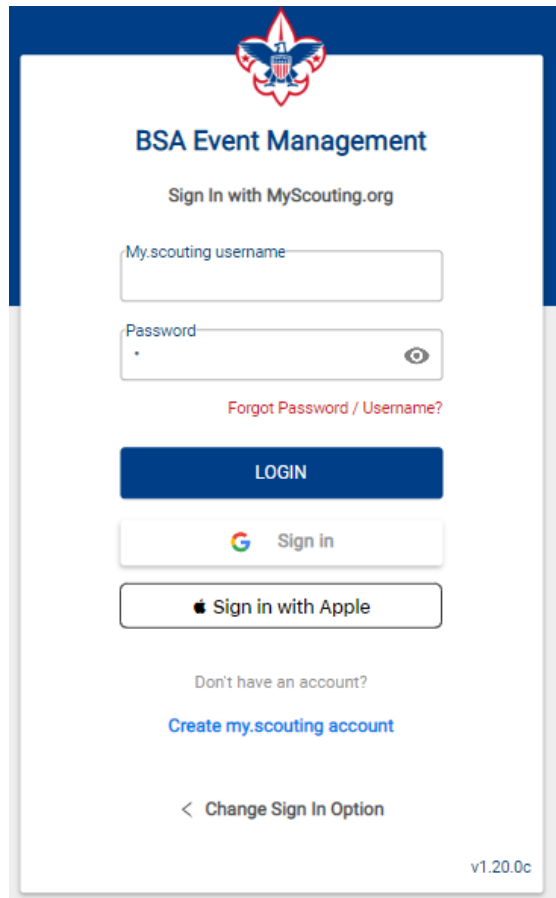 BSA Event Management
Sign In with MyScouting.org
My.scouting username
Password
•
Forgot Password / Username?
LOGIN
G Sign in
Sign in with Apple
Don't have an account?
Create my.scouting account
< Change Sign In Option
v1.20.0c